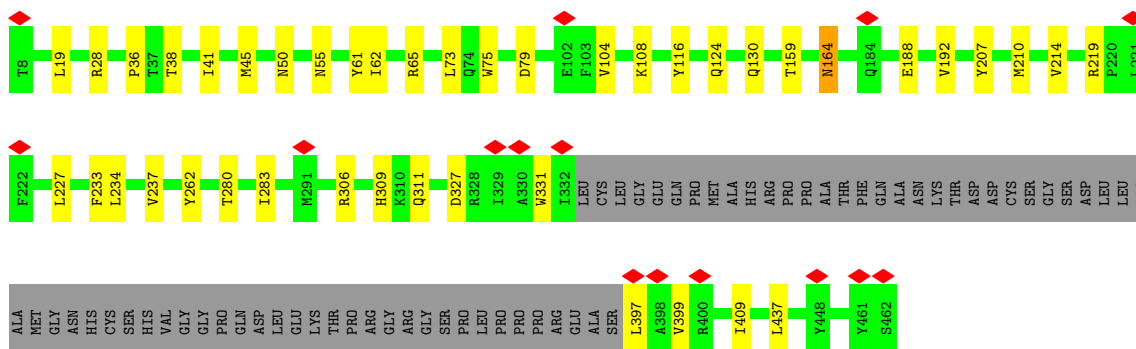 T8 L19 R28 P36 T37 T38 I41 M45 N50 N55 Y61 I62 R65 L73 Q74 W75 D79 E102 F103 V104 K108 Y116 Q124 Q130 T159 N164 Q184 E188 V192 Y207 M210 V214 R219 P220 L221
F222 L227 F233 L234 V237 Y262 T280 I283 M291 R306 H309 K310 Q311 D327 R328 I329 A330 W331 I332 LEU CYS LEU GLY GLU GLN PRO MET ALA HIS ARG PRO PRO ALA THR PHE GLN ALA ASN LYS THR ASP ASP CYS SER GLY SER ASP LEU LEU
ALA MET GLY ASN HIS CYS SER HIS VAL GLY GLY PRO GLN ASP LEU GLU LYS THR PRO ARG GLY ARG GLY SER PRO LEU PRO PRO PRO ARG GLU ALA SER L397 A398 V399 R400 I409 L437 Y448 Y461 S462